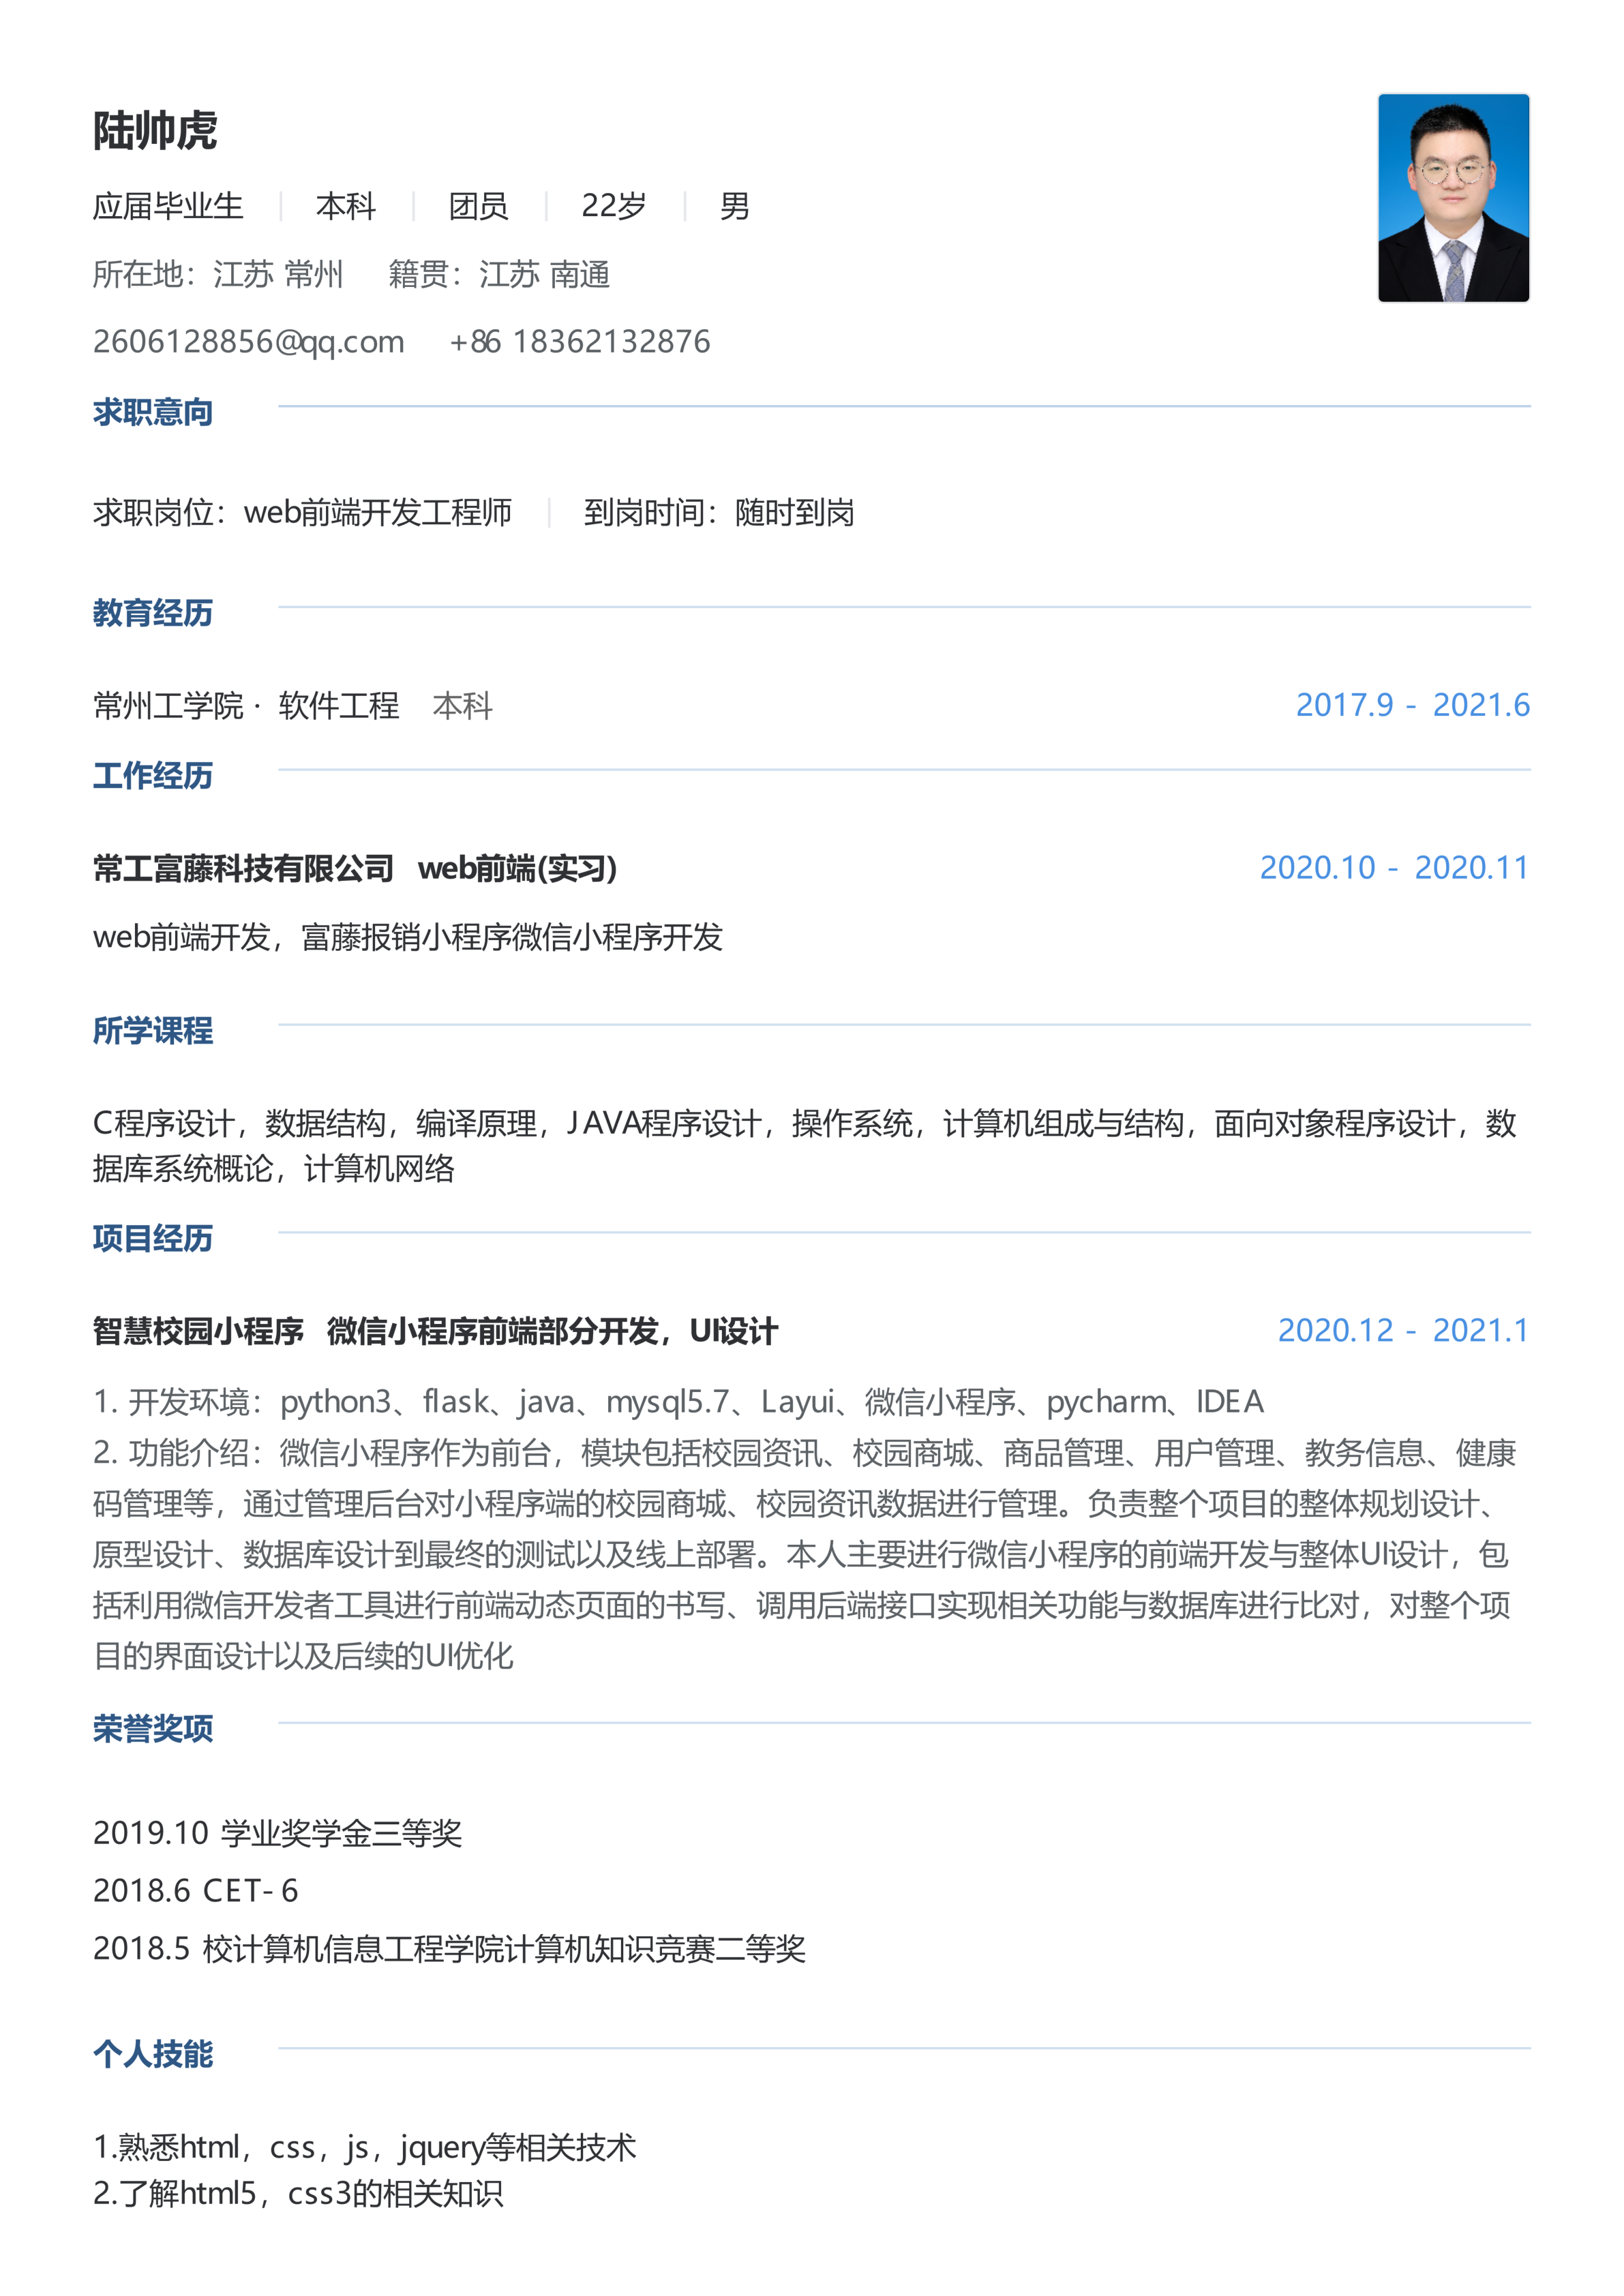 陆帅虎
应届毕业生 | 本科 | 团员 | 22岁 | 男
所在地：江苏 常州 籍贯：江苏 南通
2606128856@qq.com +86 18362132876
求职意向
求职岗位：web前端开发工程师 | 到岗时间：随时到岗
教育经历
常州工学院 · 软件工程 本科 2017.9 - 2021.6
工作经历
常工富藤科技有限公司 web前端(实习) 2020.10 - 2020.11
web前端开发，富藤报销小程序微信小程序开发
所学课程
C程序设计，数据结构，编译原理，JAVA程序设计，操作系统，计算机组成与结构，面向对象程序设计，数
据库系统概论，计算机网络
项目经历
智慧校园小程序 微信小程序前端部分开发，UI设计 2020.12 - 2021.1
1. 开发环境：python3、flask、java、mysql5.7、Layui、微信小程序、pycharm、IDEA
2. 功能介绍：微信小程序作为前台，模块包括校园资讯、校园商城、商品管理、用户管理、教务信息、健康
码管理等，通过管理后台对小程序端的校园商城、校园资讯数据进行管理。负责整个项目的整体规划设计、
原型设计、数据库设计到最终的测试以及线上部署。本人主要进行微信小程序的前端开发与整体UI设计，包
括利用微信开发者工具进行前端动态页面的书写、调用后端接口实现相关功能与数据库进行比对，对整个项
目的界面设计以及后续的UI优化
荣誉奖项
2019.10 学业奖学金三等奖
2018.6 CET- 6
2018.5 校计算机信息工程学院计算机知识竞赛二等奖
个人技能
1.熟悉html，css，js，jquery等相关技术
2.了解html5，css3的相关知识